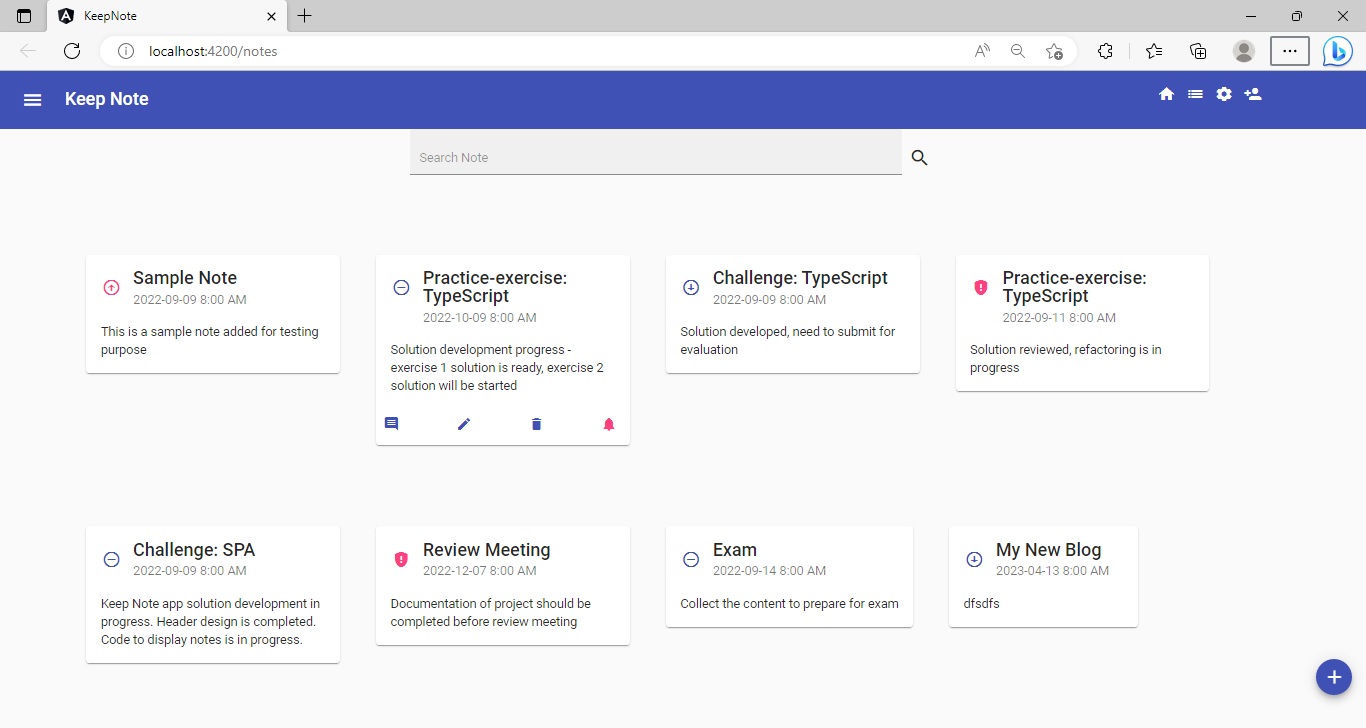 KeepNote
localhost:4200/notes
Keep Note
Search Note
Sample Note
2022-09-09 8:00 AM
This is a sample note added for testing
purpose
Practice-exercise:
TypeScript
2022-10-09 8:00 AM
Solution development progress -
exercise 1 solution is ready, exercise 2
solution will be started
Challenge: TypeScript
2022-09-09 8:00 AM
Solution developed, need to submit for
evaluation
Practice-exercise:
TypeScript
2022-09-11 8:00 AM
Solution reviewed, refactoring is in
progress
Challenge: SPA
2022-09-09 8:00 AM
Keep Note app solution development in
progress. Header design is completed.
Code to display notes is in progress.
Review Meeting
2022-12-07 8:00 AM
Documentation of project should be
completed before review meeting
Exam
2022-09-14 8:00 AM
Collect the content to prepare for exam
My New Blog
2023-04-13 8:00 AM
dfsdfs